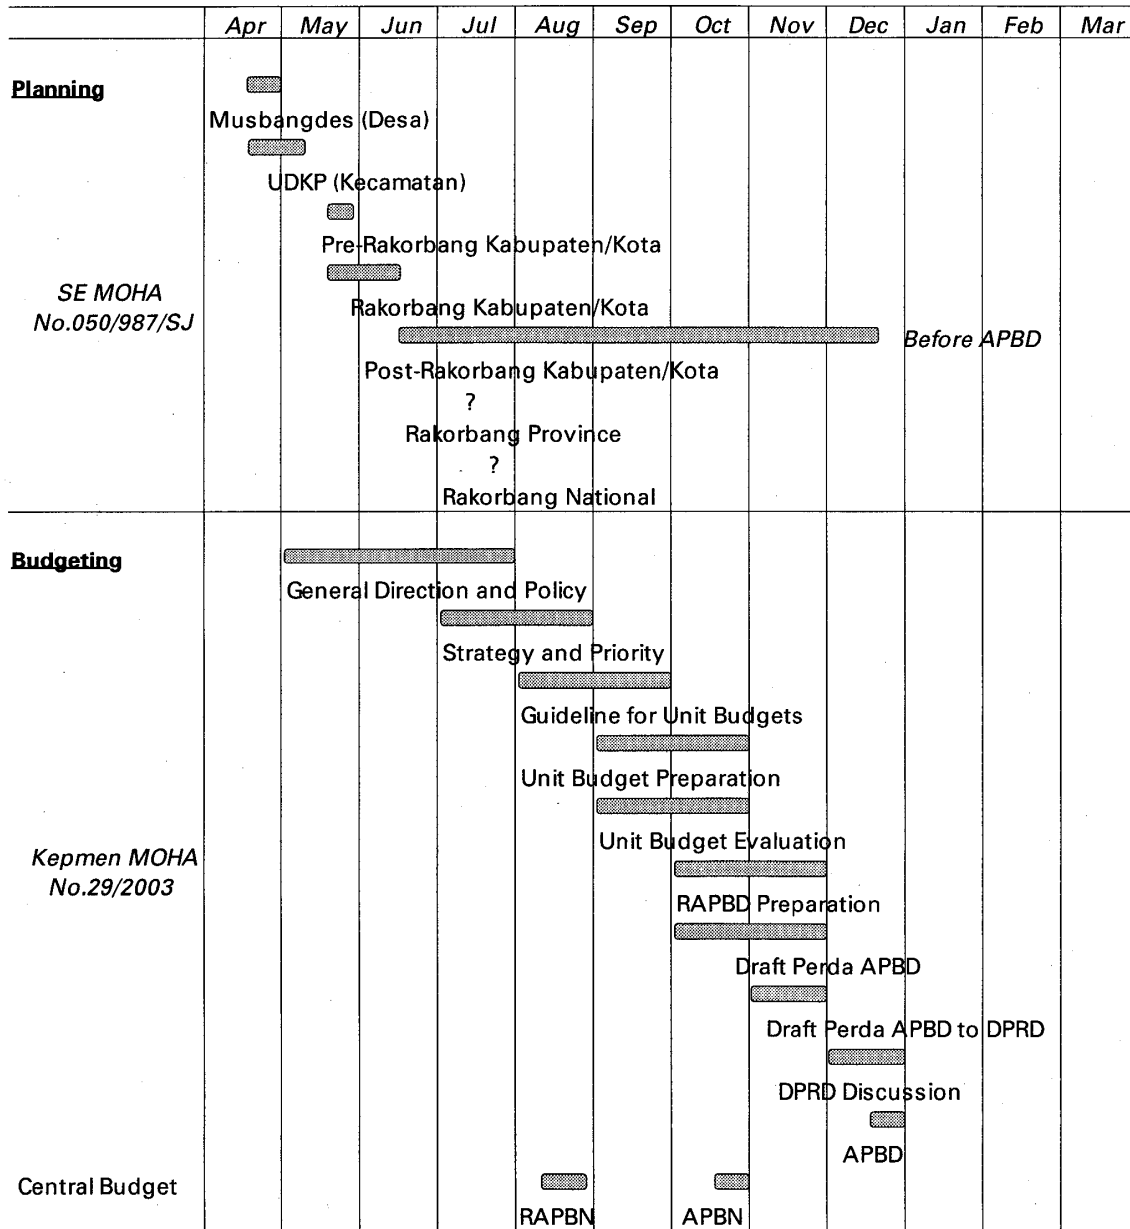 Apr May Jun Jul Aug Sep Oct Nov Dec Jan Feb Mar
Planning
Musbangdes (Desa)
UDKP (Kecamatan)
Pre-Rakorbang Kabupaten/Kota
SE MOHA
No.050/987/SJ
Rakorbang Kabupaten/Kota
Before APBD
Post-Rakorbang Kabupaten/Kota
?
Rakorbang Province
?
Rakorbang National
Budgeting
General Direction and Policy
Strategy and Priority
Guideline for Unit Budgets
Unit Budget Preparation
Unit Budget Evaluation
Kepmen MOHA
No.29/2003
RAPBD Preparation
Draft Perda APBD
Draft Perda APBD to DPRD
DPRD Discussion
APBD
Central Budget
RAPBN APBN